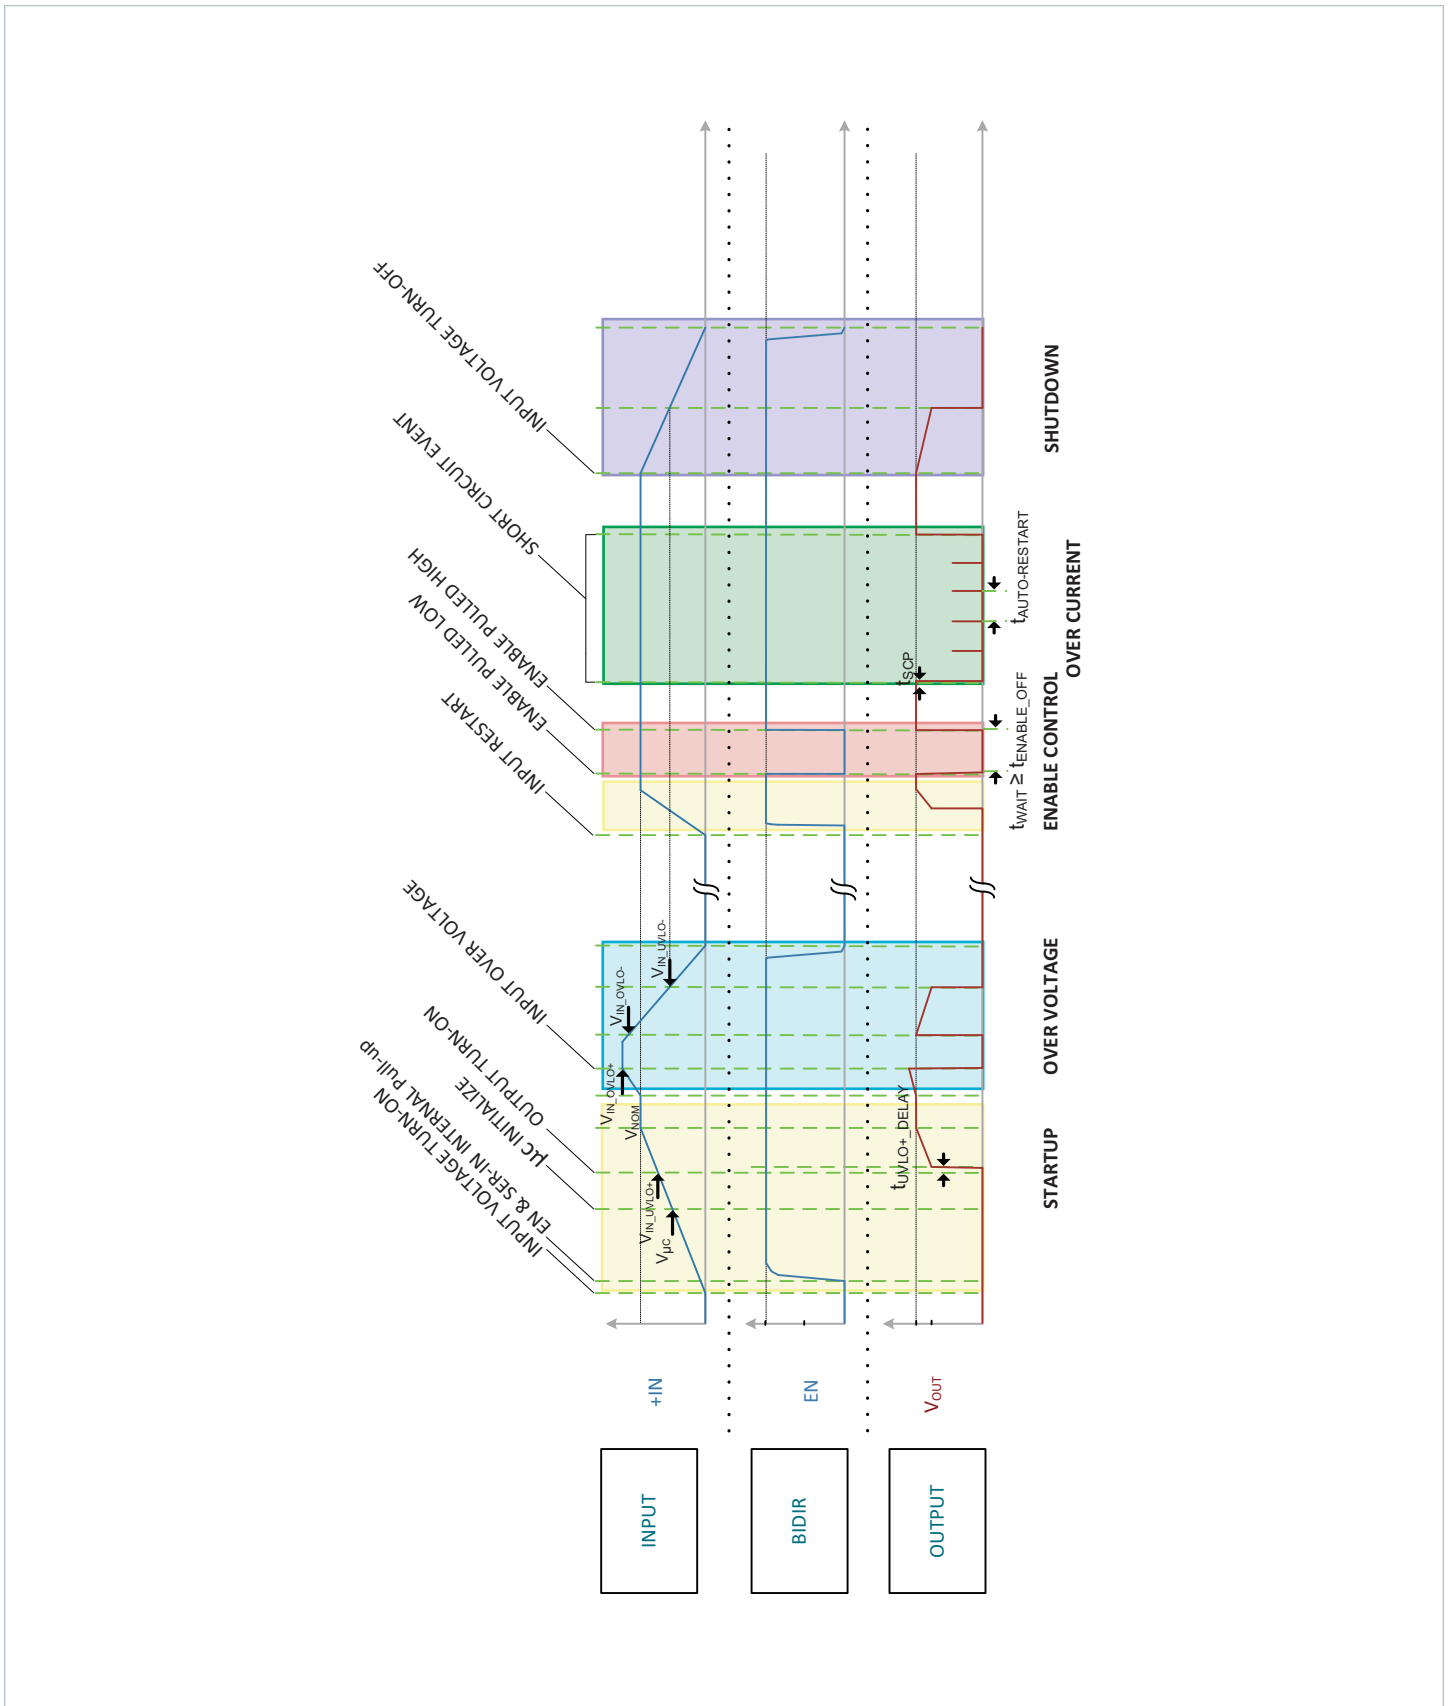 INPUT VOLTAGE TURN-ON
EN & SER-IN INTERNAL Pull-up
µC INITIALIZE
OUTPUT TURN-ON
INPUT OVER VOLTAGE
INPUT RESTART
ENABLE PULLED LOW
ENABLE PULLED HIGH
SHORT CIRCUIT EVENT
INPUT VOLTAGE TURN-OFF
INPUT
+IN
VµC
VIN_UVLO+
VNOM
VIN_OVLO+
VIN_OVLO-
VIN_UVLO-
BIDIR
EN
OUTPUT
VOUT
tUVLO+_DELAY
tSCP
tWAIT ≥ tENABLE_OFF
tAUTO-RESTART
STARTUP
OVER VOLTAGE
ENABLE CONTROL
OVER CURRENT
SHUTDOWN